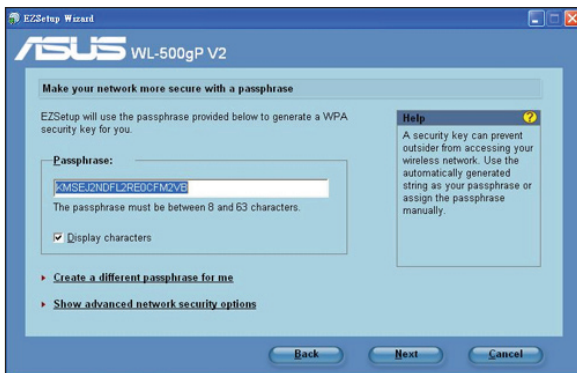 EZSetup Wizard
ASUS WL-500gP V2
Make your network more secure with a passphrase
EZSetup will use the passphrase provided below to generate a WPA
security key for you.
Passphrase:
KMSEJ2NDFL2RE0CFM2VB
The passphrase must be between 8 and 63 characters.
Display characters
Create a different passphrase for me
Show advanced network security options
Help
A security key can prevent
outsider from accessing your
wireless network. Use the
automatically generated
string as your passphrase or
assign the passphrase
manually.
Back Next Cancel